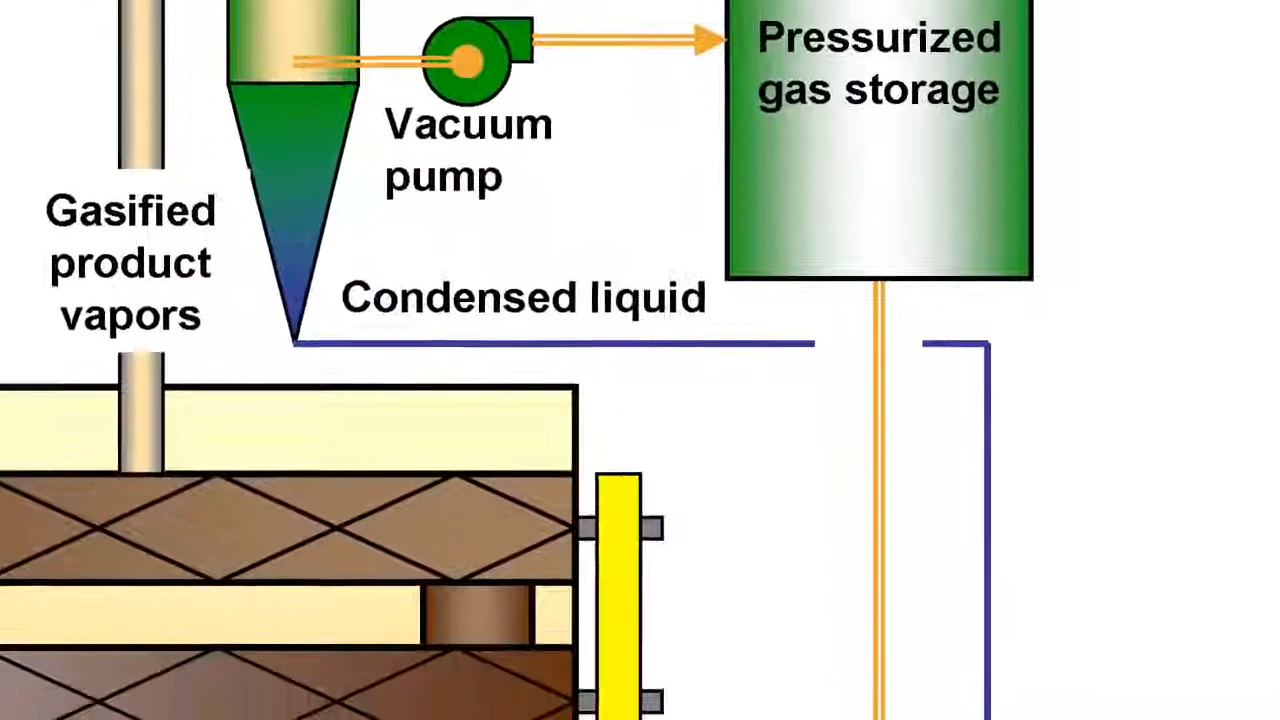 Pressurized
gas storage
Vacuum
pump
Gasified
product
vapors
Condensed liquid